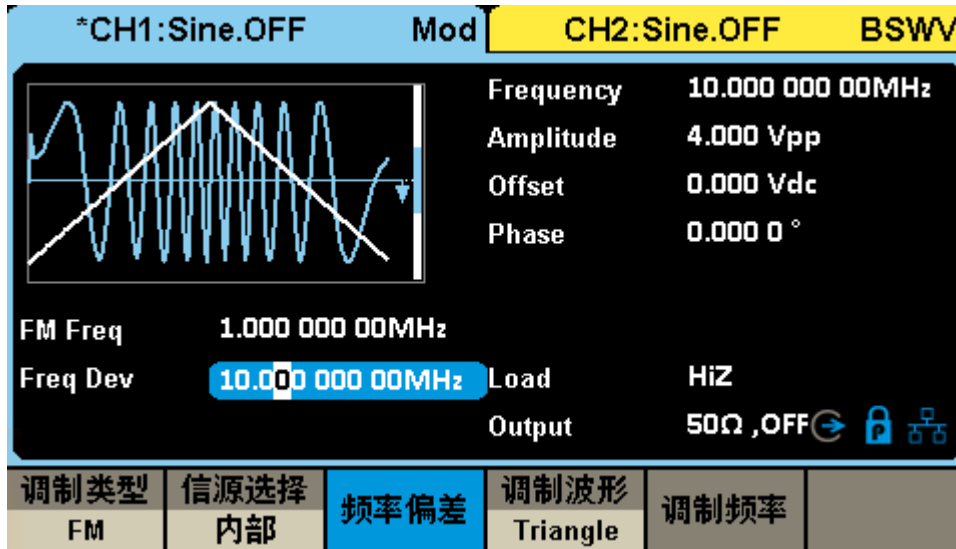 *CH1:Sine.OFF Mod CH2:Sine.OFF BSWV
Frequency 10.000 000 00MHz
Amplitude 4.000 Vpp
Offset 0.000 Vdc
Phase 0.000 0 °
FM Freq 1.000 000 00MHz
Freq Dev 10.000 000 00MHz
Load HiZ
Output 50Ω ,OFF
P
调制类型 信源选择 频率偏差 调制波形 调制频率
FM 内部 Triangle